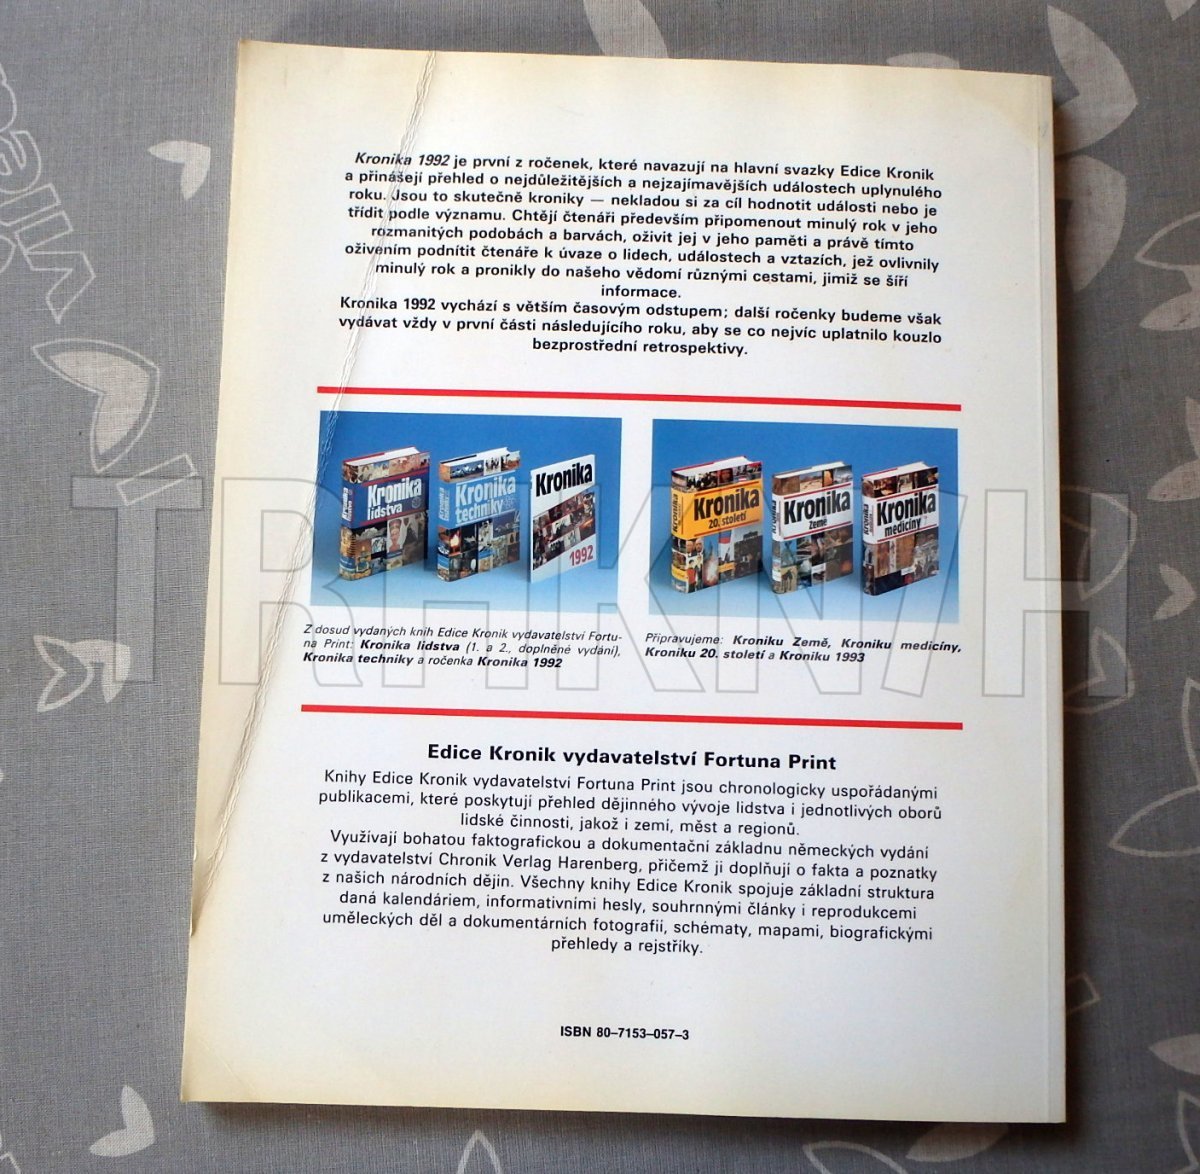 Kronika 1992 je první z ročenek, které navazují na hlavní svazky Edice Kronik
a přinášejí přehled o nejdůležitějších a nejzajímavějších událostech uplynulého
roku. Jsou to skutečně kroniky — nekladou si za cíl hodnotit události nebo je
třídit podle významu. Chtějí čtenáři především připomenout minulý rok v jeho
rozmanitých podobách a barvách, oživit jej v jeho paměti a právě tímto
oživením podnítit čtenáře k úvaze o lidech, událostech a vztazích, jež ovlivnily
minulý rok a pronikly do našeho vědomí různými cestami, jimiž se šíří
informace.
Kronika 1992 vychází s větším časovým odstupem; další ročenky budeme však
vydávat vždy v první části následujícího roku, aby se co nejvíc uplatnilo kouzlo
bezprostřední retrospektivy.
Kronika
lidstva
Kronika
techniky
Kronika
1992
Kronika
20. století
Kronika
země
Kronika
medicíny
Z dosud vydaných knih Edice Kronik vydavatelství Fortu-
na Print: Kronika lidstva (1. a 2., doplněné vydání),
Kronika techniky a ročenka Kronika 1992
Připravujeme: Kroniku Země, Kroniku medicíny,
Kroniku 20. století a Kroniku 1993
TRHKNIH
Edice Kronik vydavatelství Fortuna Print
Knihy Edice Kronik vydavatelství Fortuna Print jsou chronologicky uspořádanými
publikacemi, které poskytují přehled dějinného vývoje lidstva i jednotlivých oborů
lidské činnosti, jakož i zemí, měst a regionů.
Využívají bohatou faktografickou a dokumentační základnu německých vydání
z vydavatelství Chronik Verlag Harenberg, přičemž ji doplňují o fakta a poznatky
z našich národních dějin. Všechny knihy Edice Kronik spojuje základní struktura
daná kalendáriem, informativními hesly, souhrnnými články i reprodukcemi
uměleckých děl a dokumentárních fotografií, schématy, mapami, biografickými
přehledy a rejstříky.
ISBN 80–7153–057–3